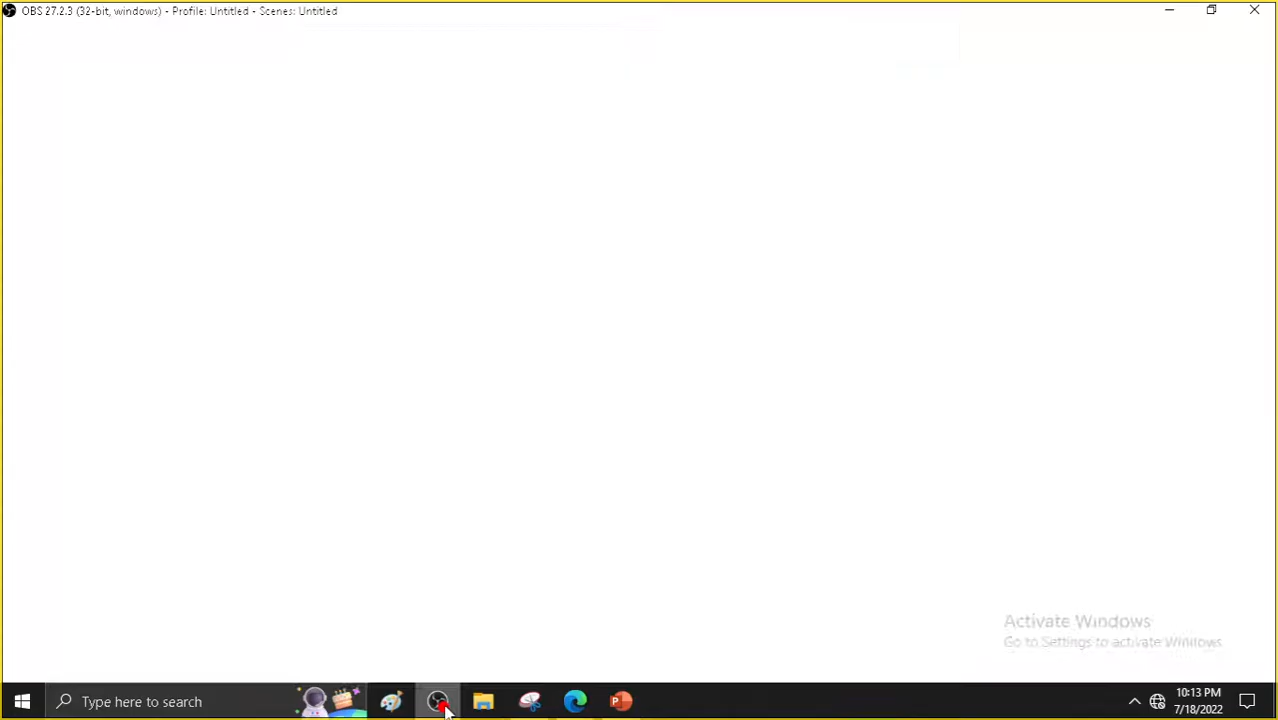 OBS 27.2.3 (32-bit, windows) - Profile: Untitled - Scenes: Untitled
Activate Windows
Go to Settings to activate Windows
Type here to search
P
10:13 PM
7/18/2022